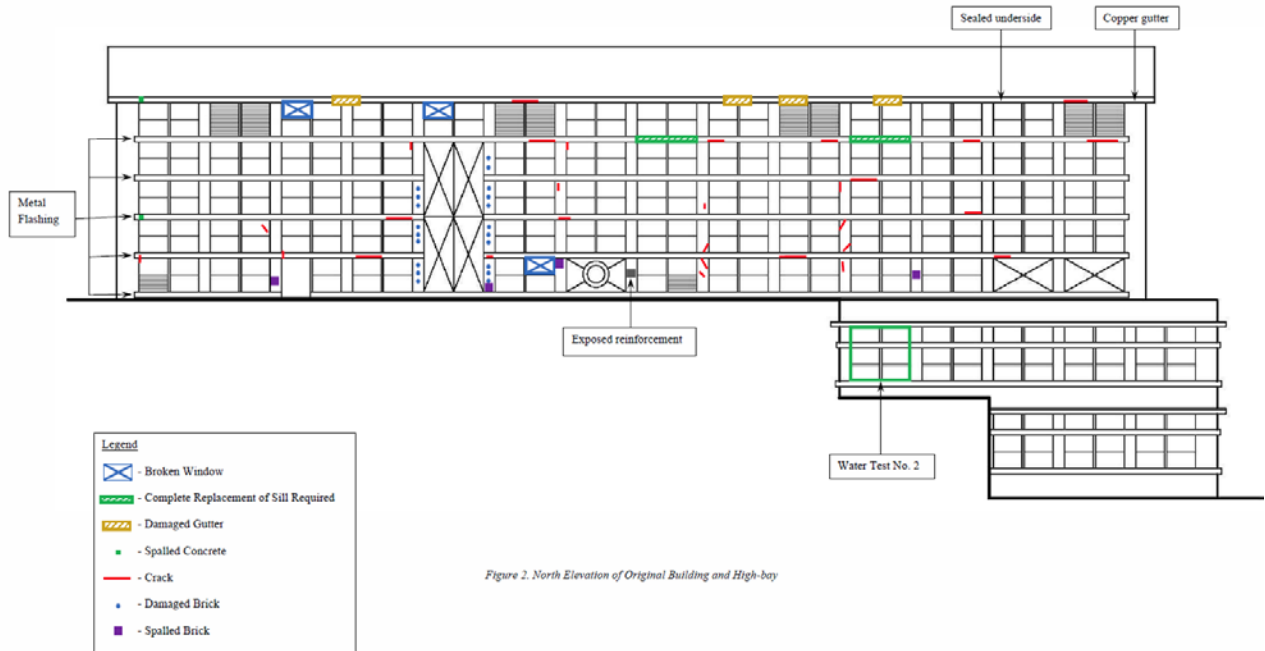 Sealed underside
Copper gutter
Metal
Flashing
Exposed reinforcement
Water Test No. 2
Legend
- Broken Window
- Complete Replacement of Sill Required
- Damaged Gutter
- Spalled Concrete
- Crack
- Damaged Brick
- Spalled Brick
Figure 2. North Elevation of Original Building and High-bay